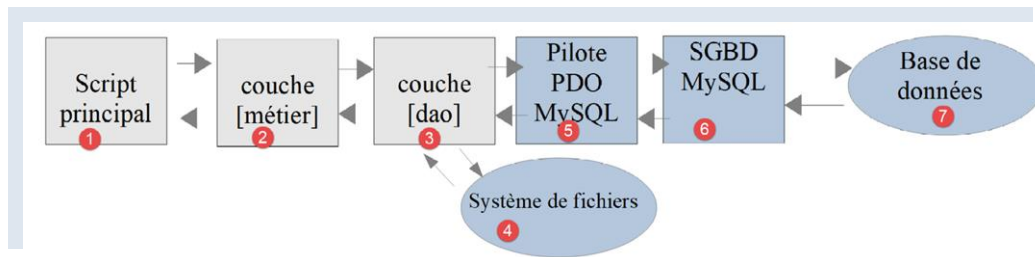 Script
principal
1
couche
[métier]
2
couche
[dao]
3
Pilote
PDO
MySQL
5
SGBD
MySQL
6
Base de
données
7
Système de fichiers
4